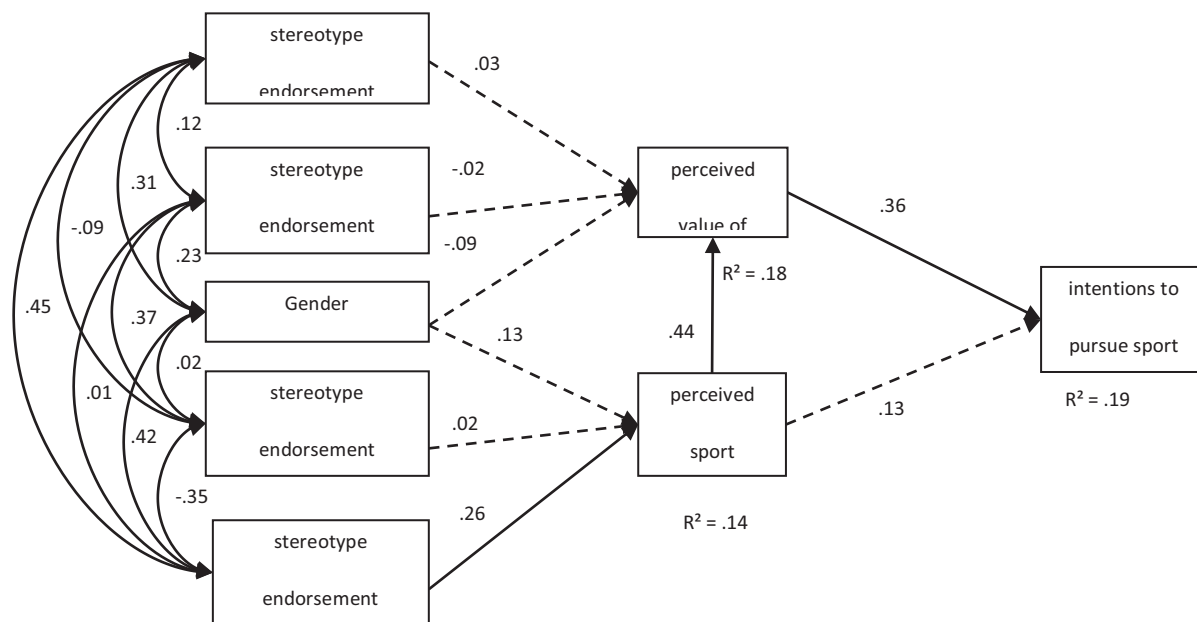 stereotype
endorsement
.03
.12
stereotype
endorsement
-.02
perceived
value of
.31
.36
-.09
.23
-.09
R² = .18
Gender
intentions to
pursue sport
.45
.37
.13
.44
.02
stereotype
endorsement
perceived
sport
R² = .19
.01
.02
.13
.42
-.35
.26
R² = .14
stereotype
endorsement